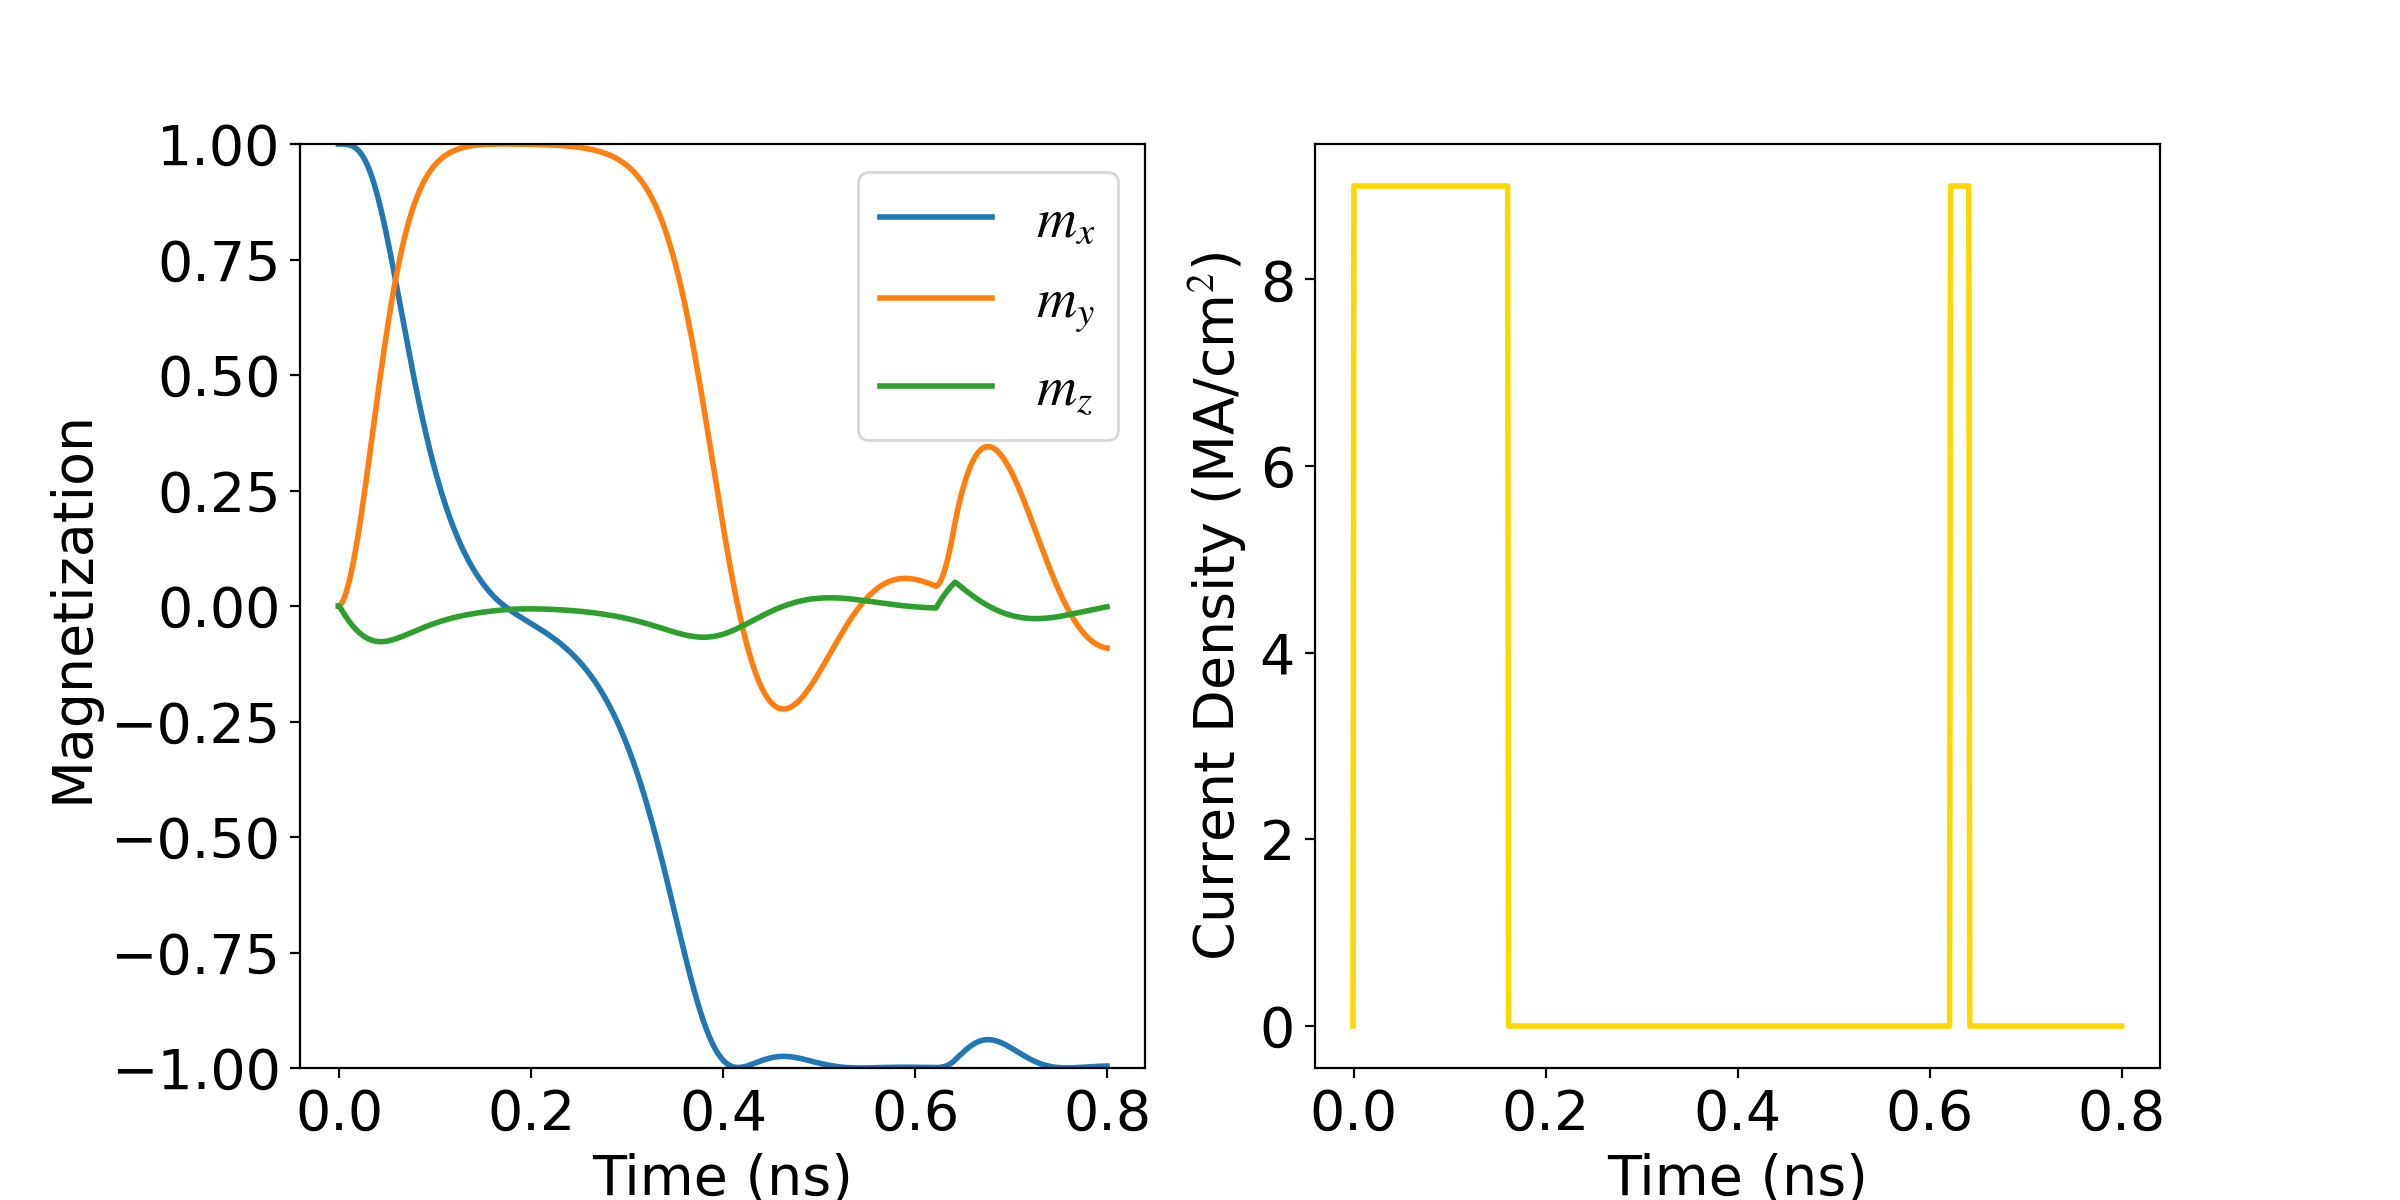 Magnetization
1.00
0.75
0.50
0.25
0.00
−0.25
−0.50
−0.75
−1.00
0.0 0.2 0.4 0.6 0.8
Time (ns)
m_x
m_y
m_z
Current Density (MA/cm²)
8
6
4
2
0
0.0 0.2 0.4 0.6 0.8
Time (ns)